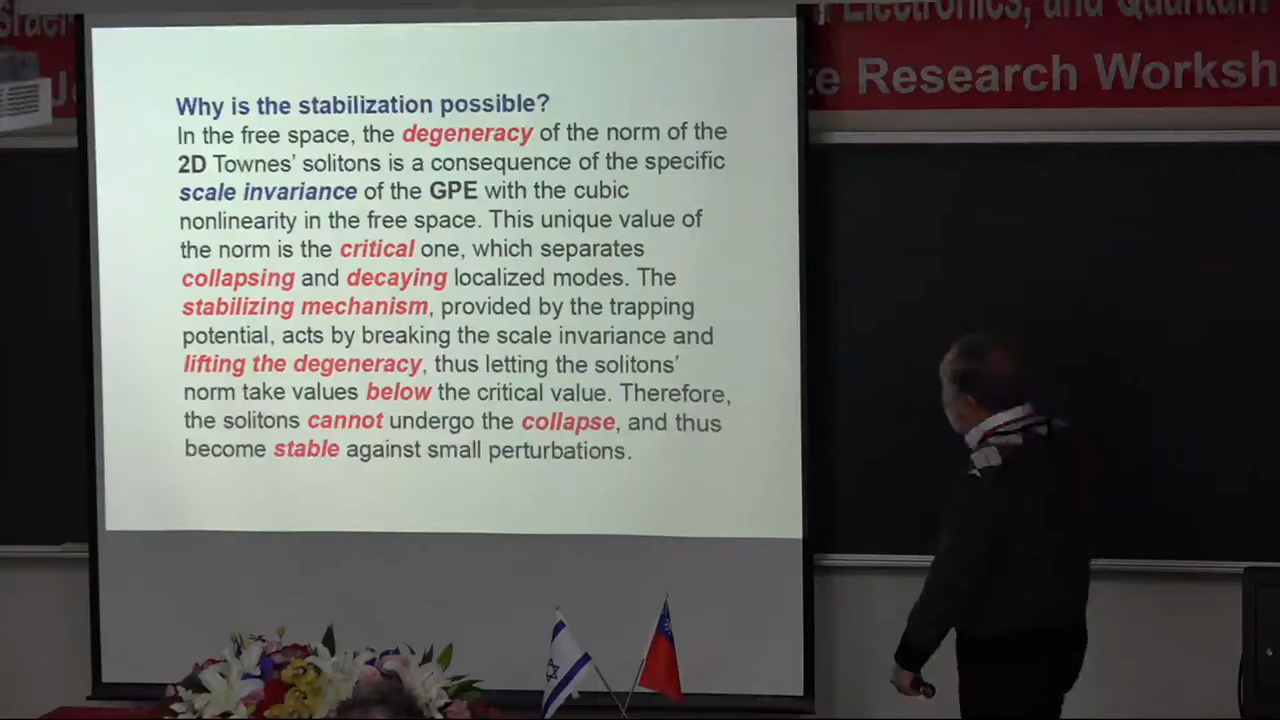 Electronics, and Quantum
Research Worksh
Why is the stabilization possible?
In the free space, the degeneracy of the norm of the
2D Townes' solitons is a consequence of the specific
scale invariance of the GPE with the cubic
nonlinearity in the free space. This unique value of
the norm is the critical one, which separates
collapsing and decaying localized modes. The
stabilizing mechanism, provided by the trapping
potential, acts by breaking the scale invariance and
lifting the degeneracy, thus letting the solitons'
norm take values below the critical value. Therefore,
the solitons cannot undergo the collapse, and thus
become stable against small perturbations.